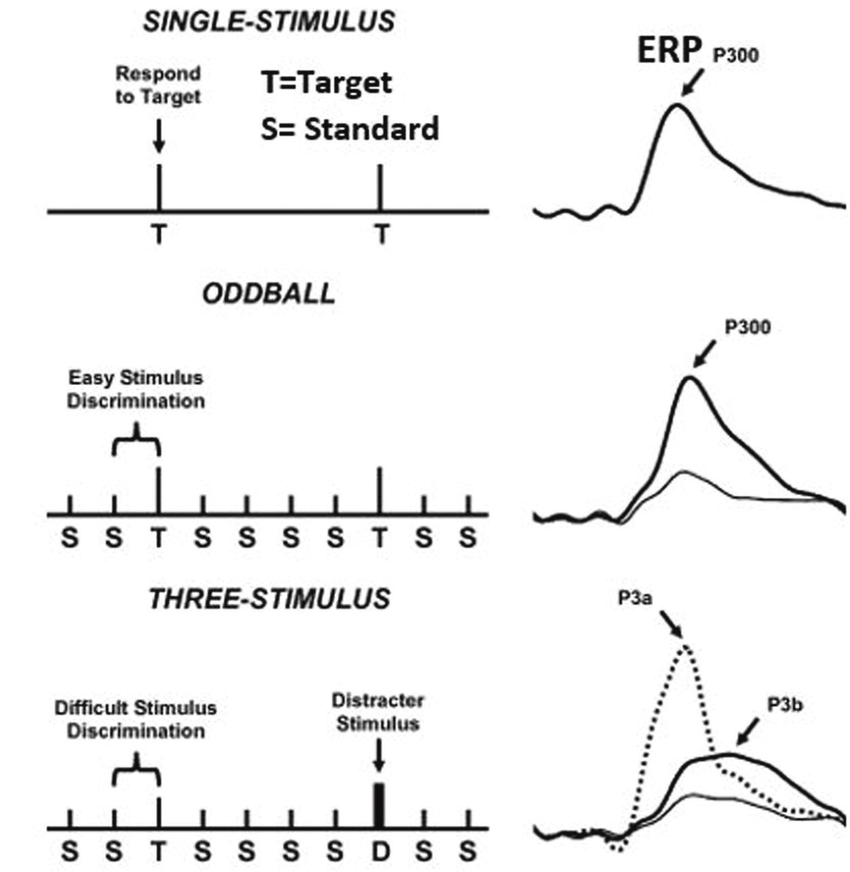 SINGLE-STIMULUS
Respond
to Target
T=Target
S= Standard
ERP P300
T T
ODDBALL
P300
Easy Stimulus
Discrimination
S S T S S S S T S S
THREE-STIMULUS
P3a
Difficult Stimulus
Discrimination
Distracter
Stimulus
P3b
S S T S S S S D S S